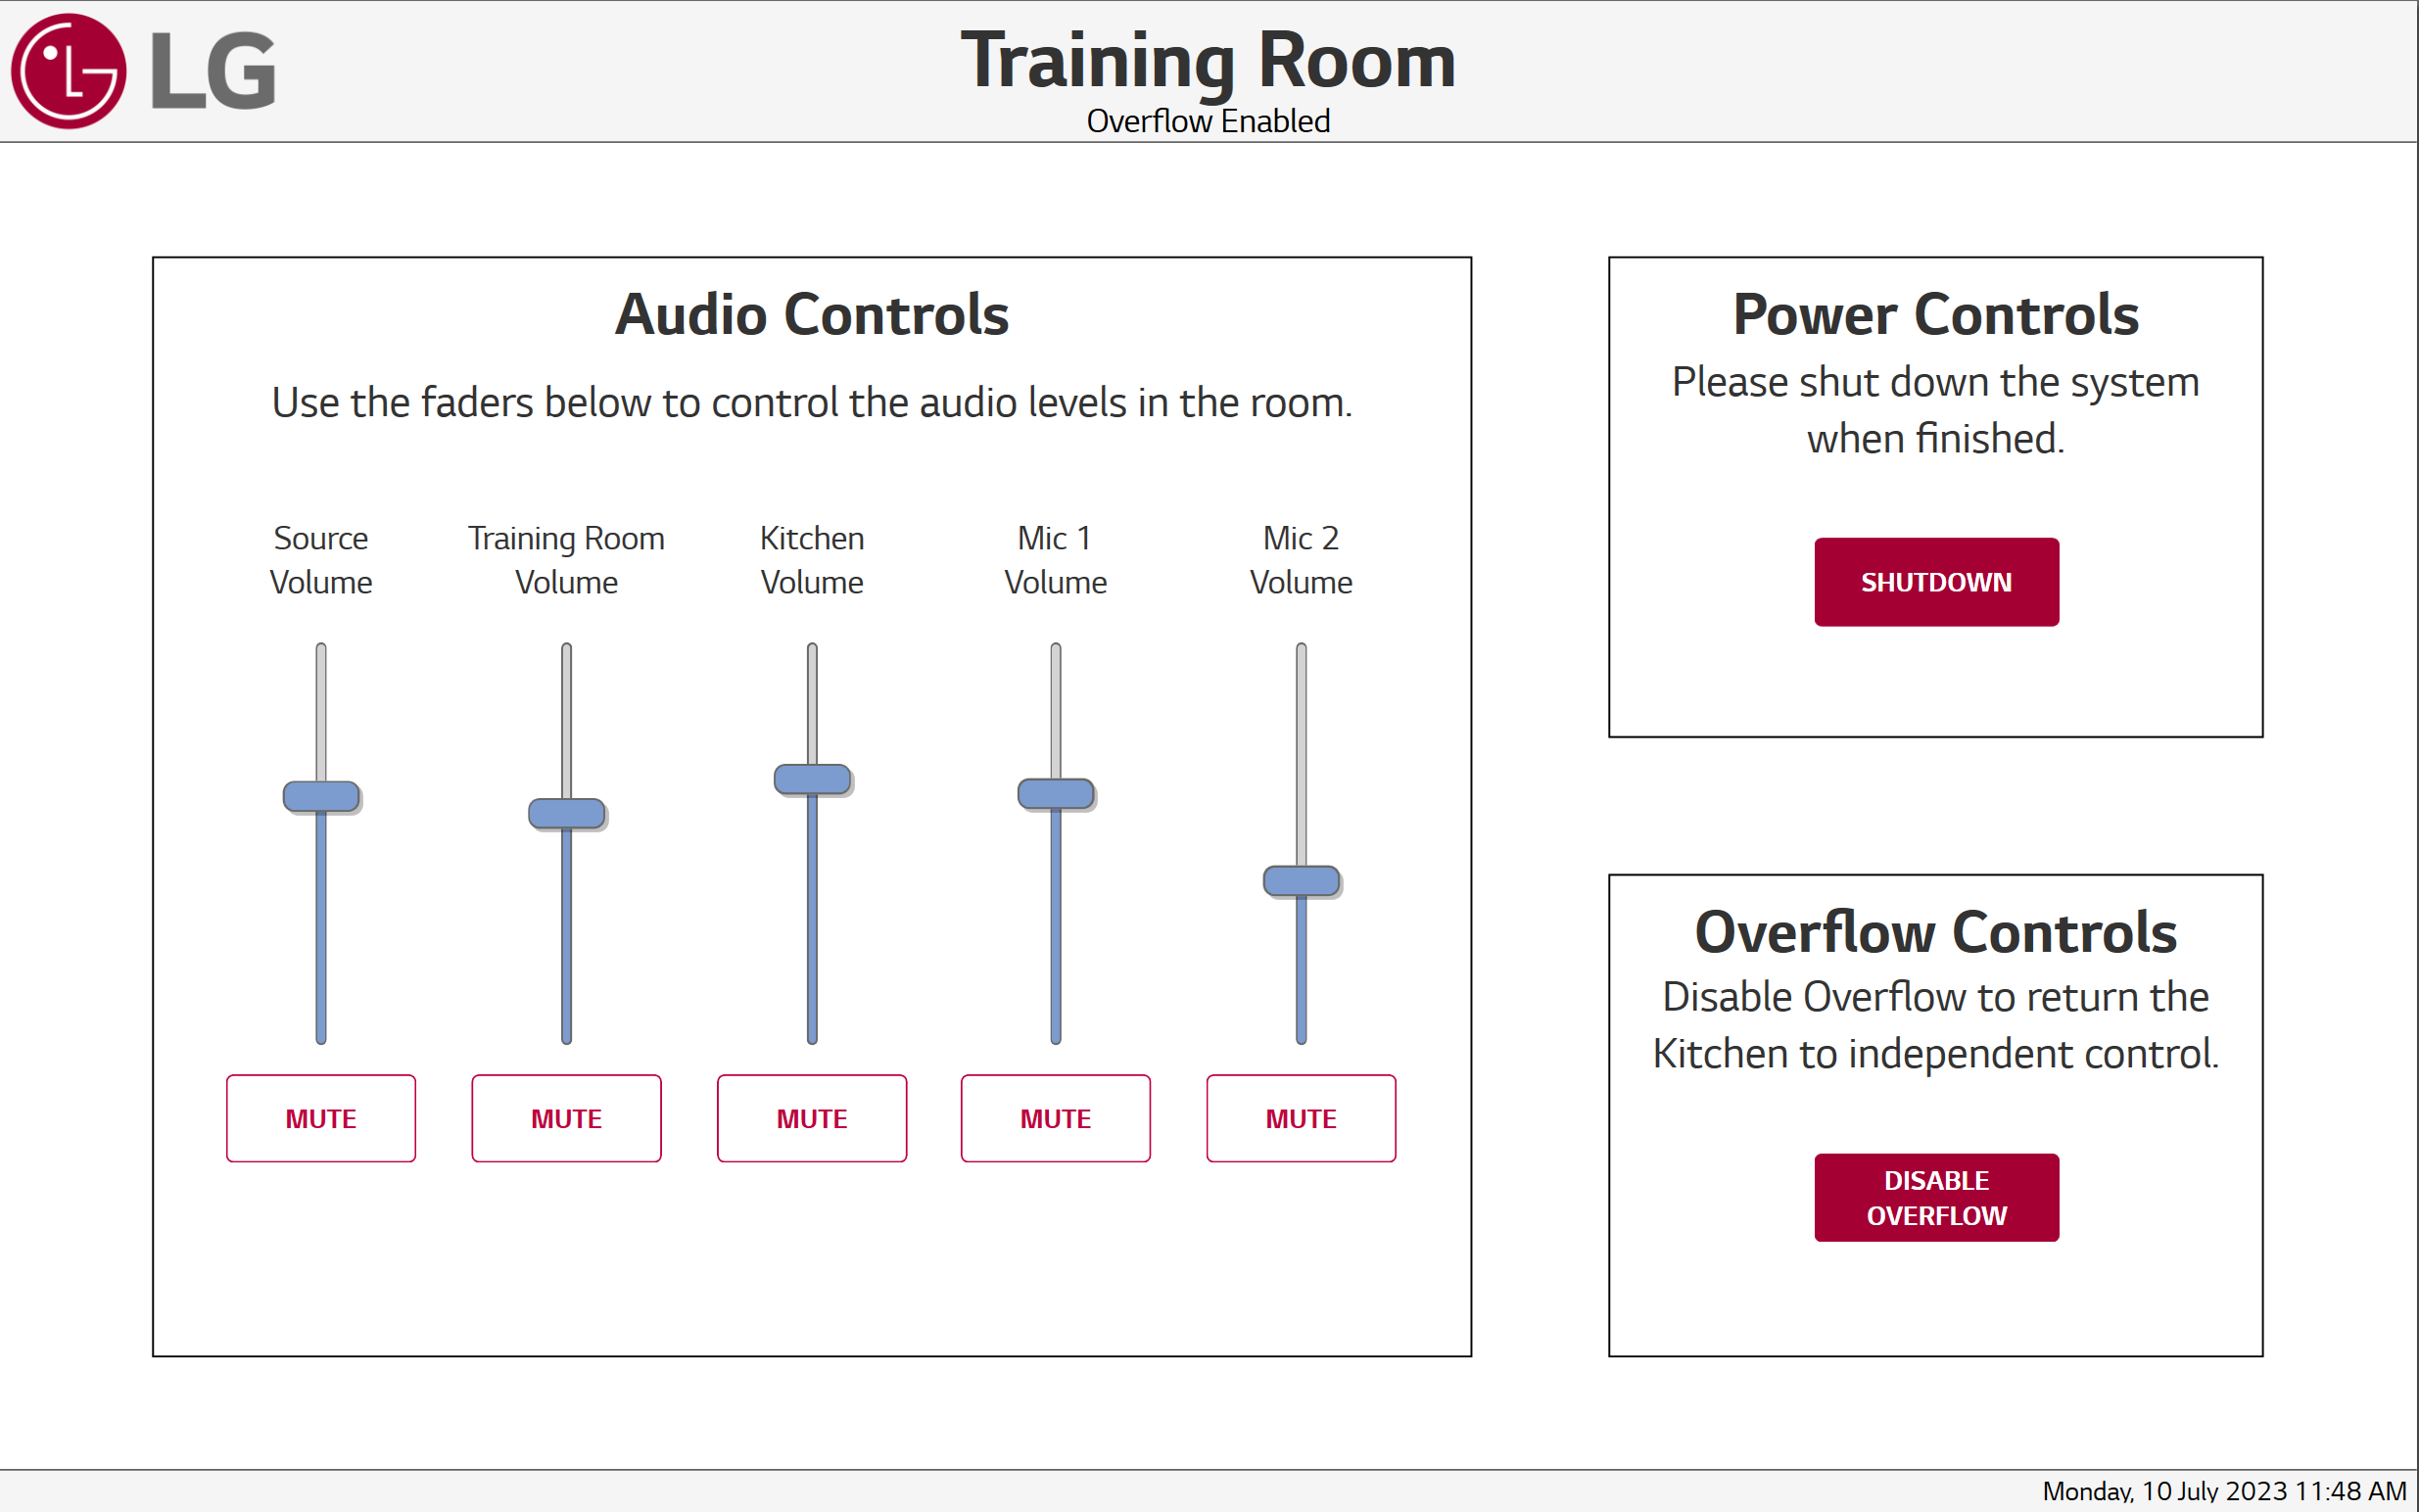 LG
Training Room
Overflow Enabled
Audio Controls
Use the faders below to control the audio levels in the room.
Source
Volume
Training Room
Volume
Kitchen
Volume
Mic 1
Volume
Mic 2
Volume
MUTE
MUTE
MUTE
MUTE
MUTE
Power Controls
Please shut down the system
when finished.
SHUTDOWN
Overflow Controls
Disable Overflow to return the
Kitchen to independent control.
DISABLE
OVERFLOW
Monday, 10 July 2023 11:48 AM